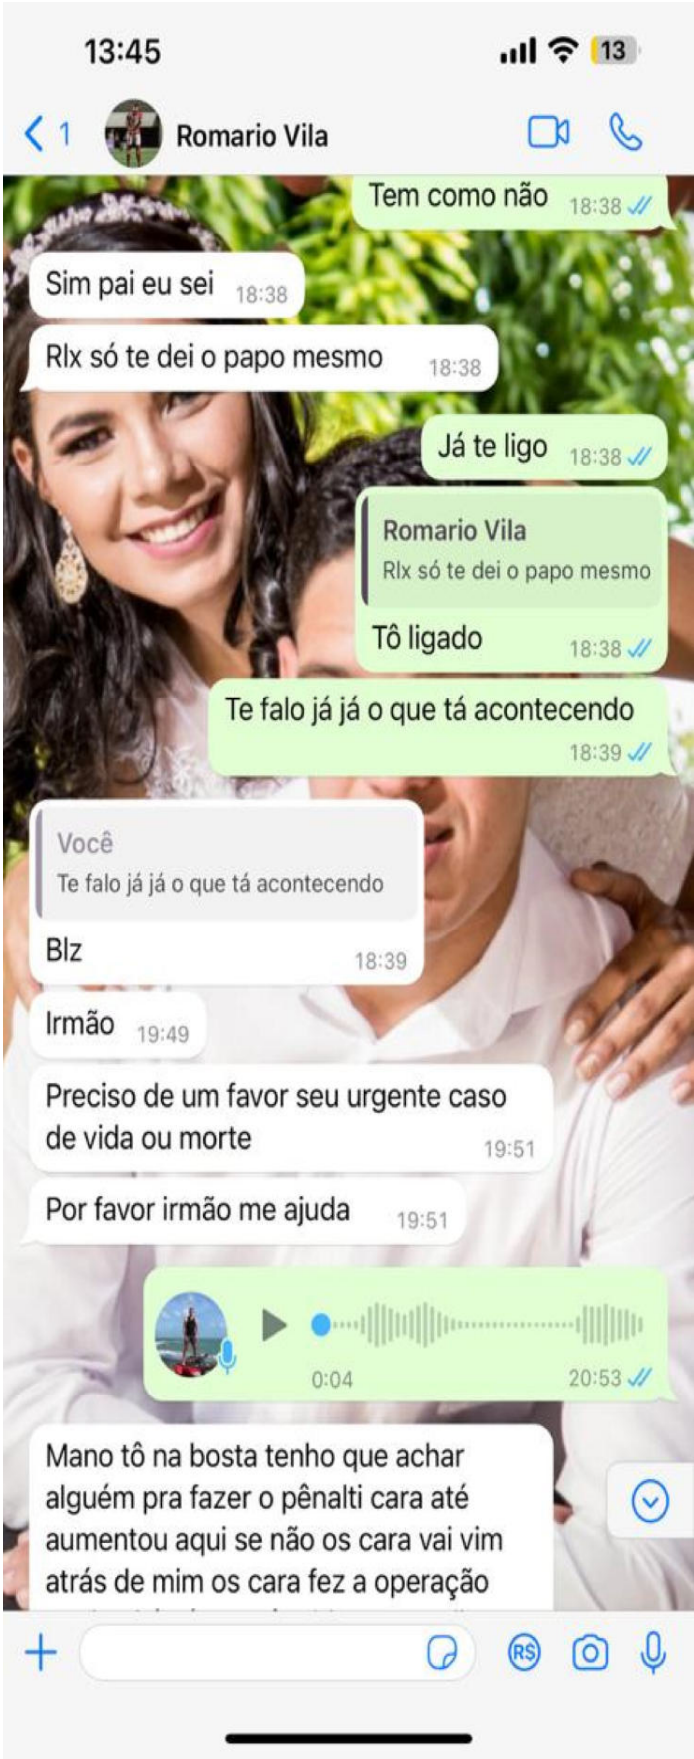 13:45
13
1
Romario Vila
Tem como não
18:38
Sim pai eu sei
18:38
Rlx só te dei o papo mesmo
18:38
Já te ligo
18:38
Romario Vila
Rlx só te dei o papo mesmo
Tô ligado
18:38
Te falo já já o que tá acontecendo
18:39
Você
Te falo já já o que tá acontecendo
Blz
18:39
Irmão
19:49
Preciso de um favor seu urgente caso
de vida ou morte
19:51
Por favor irmão me ajuda
19:51
0:04
20:53
Mano tô na bosta tenho que achar
alguém pra fazer o pênalti cara até
aumentou aqui se não os cara vai vim
atrás de mim os cara fez a operação
R$